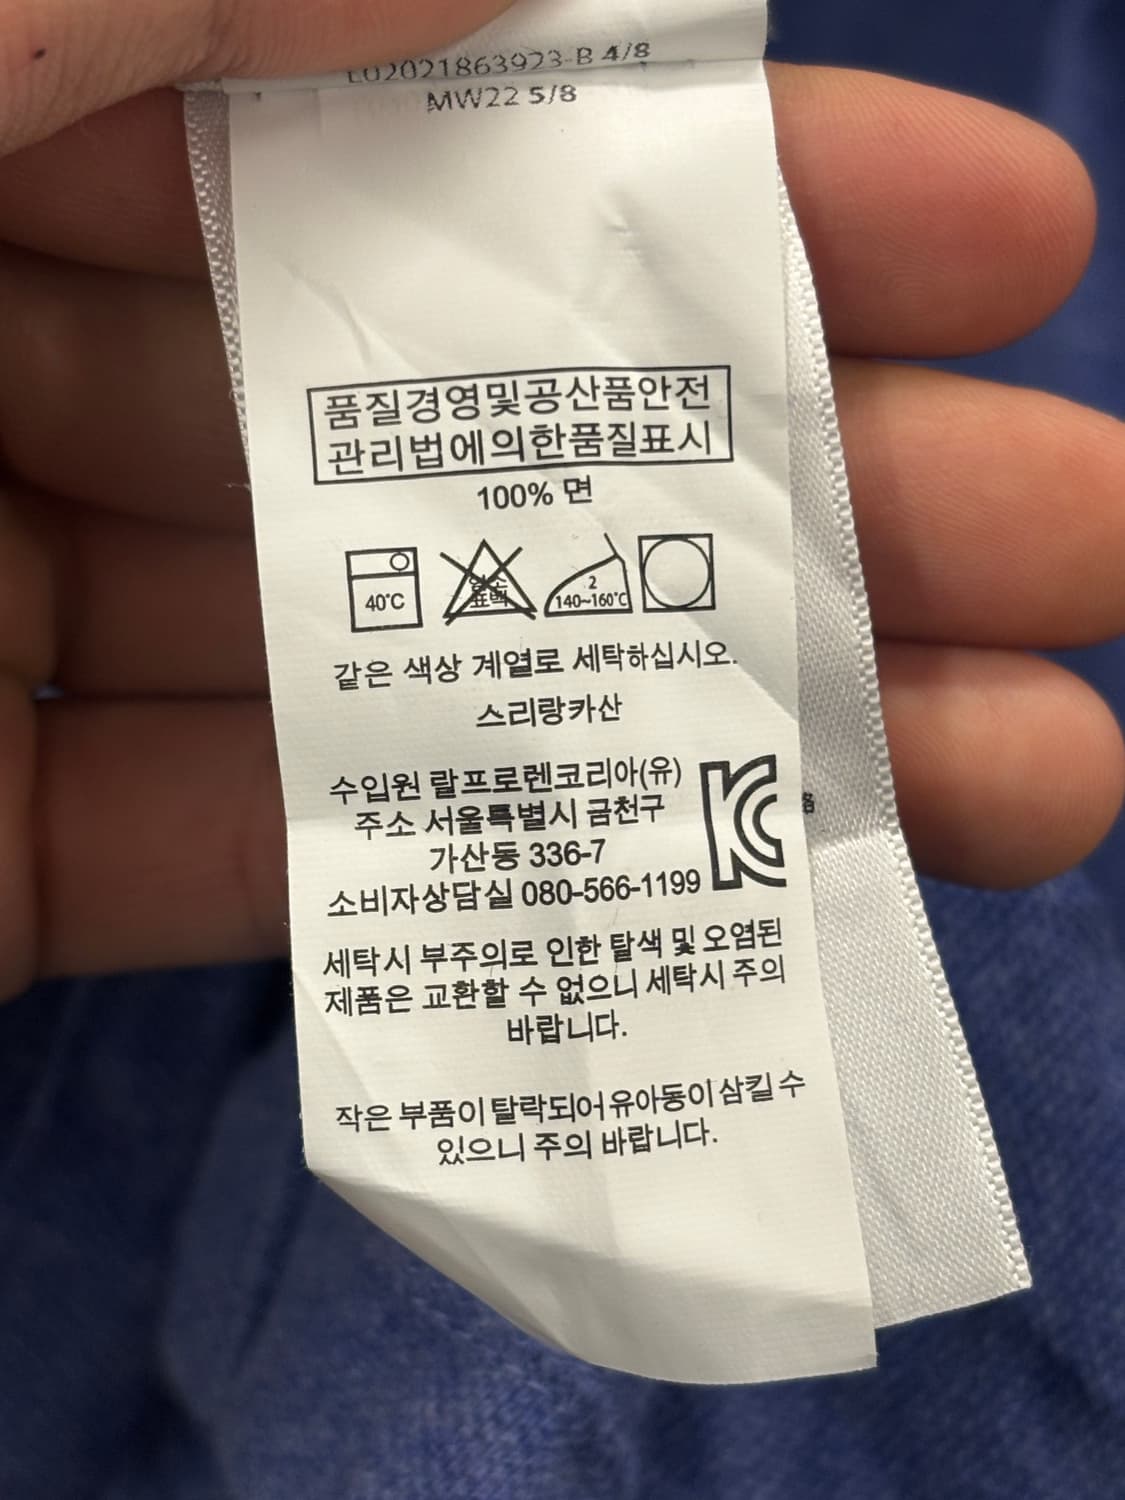 L02021863923-B 4/8
MW22 5/8
품질경영및공산품안전
관리법에의한품질표시
100% 면
40℃
염소
표백
2
140~160℃
같은 색상 계열로 세탁하십시오.
스리랑카산
수입원 랄프로렌코리아(유)
주소 서울특별시 금천구
가산동 336-7
소비자상담실 080-566-1199
KC
세탁시 부주의로 인한 탈색 및 오염된
제품은 교환할 수 없으니 세탁시 주의
바랍니다.
작은 부품이 탈락되어 유아동이 삼킬 수
있으니 주의 바랍니다.